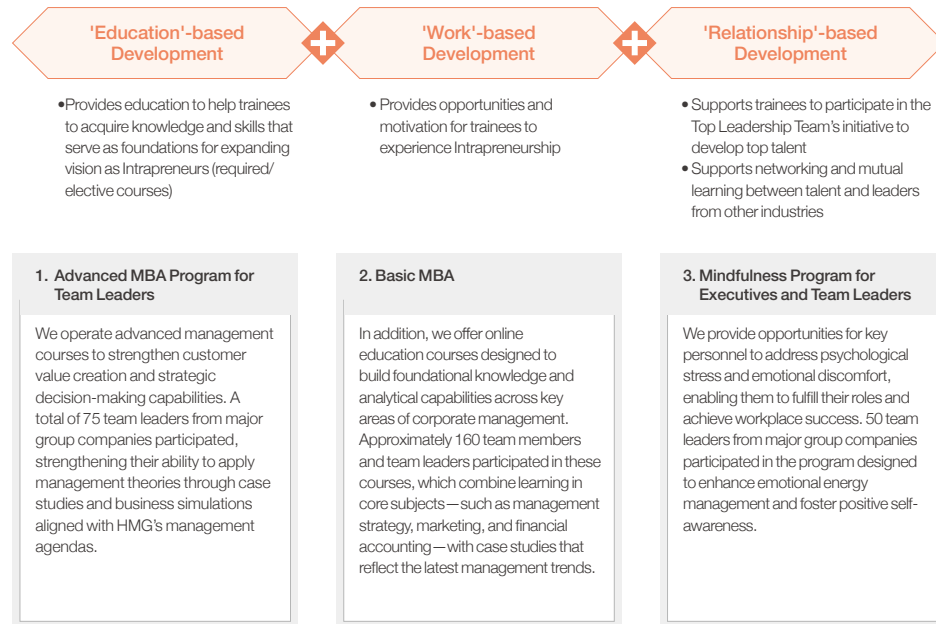 'Education'-based
Development
'Work'-based
Development
'Relationship'-based
Development
•Provides education to help trainees
to acquire knowledge and skills that
serve as foundations for expanding
vision as Intrapreneurs (required/
elective courses)
• Provides opportunities and
motivation for trainees to
experience Intrapreneurship
• Supports trainees to participate in the
Top Leadership Team's initiative to
develop top talent
• Supports networking and mutual
learning between talent and leaders
from other industries
1. Advanced MBA Program for
Team Leaders
We operate advanced management
courses to strengthen customer
value creation and strategic
decision-making capabilities. A
total of 75 team leaders from major
group companies participated,
strengthening their ability to apply
management theories through case
studies and business simulations
aligned with HMG's management
agendas.
2. Basic MBA
In addition, we offer online
education courses designed to
build foundational knowledge and
analytical capabilities across key
areas of corporate management.
Approximately 160 team members
and team leaders participated in these
courses, which combine learning in
core subjects—such as management
strategy, marketing, and financial
accounting—with case studies that
reflect the latest management trends.
3. Mindfulness Program for
Executives and Team Leaders
We provide opportunities for key
personnel to address psychological
stress and emotional discomfort,
enabling them to fulfill their roles and
achieve workplace success. 50 team
leaders from major group companies
participated in the program designed
to enhance emotional energy
management and foster positive self-
awareness.